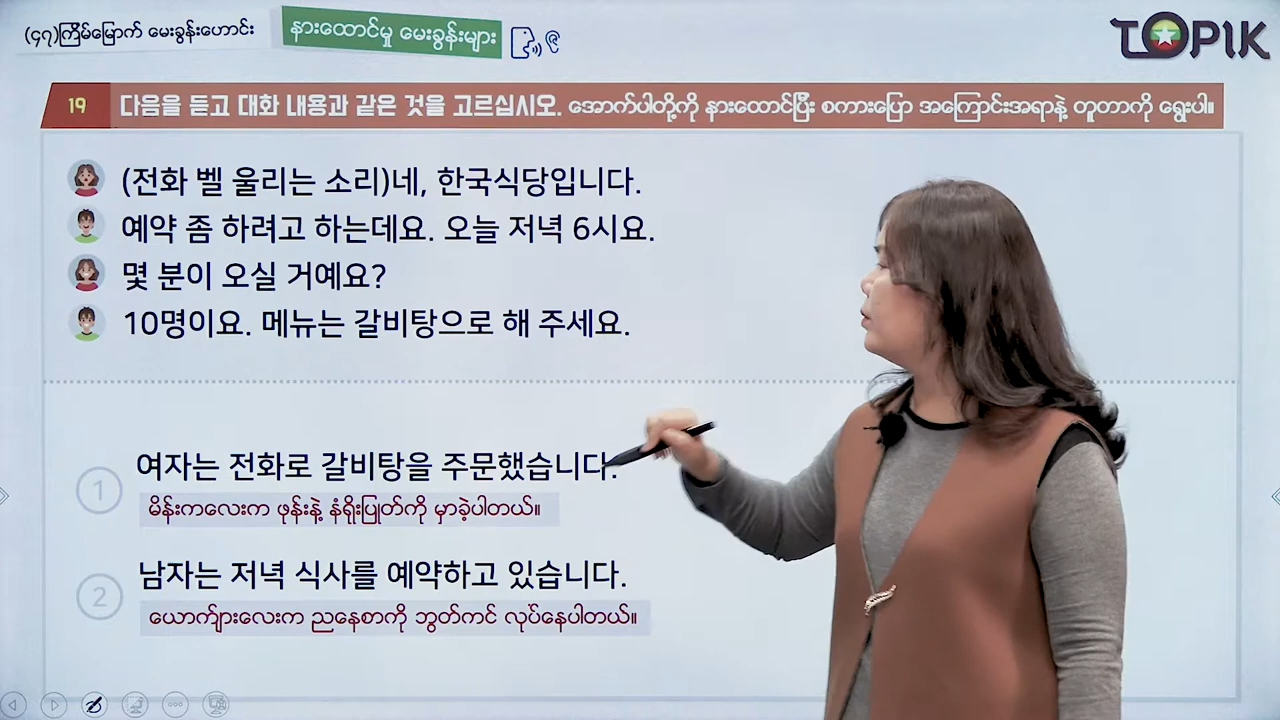 (၄၇)ကြိမ်မြောက် မေးခွန်းဟောင်း
နားထောင်မှု မေးခွန်းများ
TOPIK
19 다음을 듣고 대화 내용과 같은 것을 고르십시오. အောက်ပါတို့ကို နားထောင်ပြီး စကားပြော အကြောင်းအရာနဲ့ တူတာကို ရွေးပါ။
(전화 벨 울리는 소리)네, 한국식당입니다.
예약 좀 하려고 하는데요. 오늘 저녁 6시요.
몇 분이 오실 거예요?
10명이요. 메뉴는 갈비탕으로 해 주세요.
1 여자는 전화로 갈비탕을 주문했습니다.
မိန်းကလေးက ဖုန်းနဲ့ နံရိုးပြုတ်ကို မှာခဲ့ပါတယ်။
2 남자는 저녁 식사를 예약하고 있습니다.
ယောက်ျားလေးက ညနေစာကို ဘွတ်ကင် လုပ်နေပါတယ်။